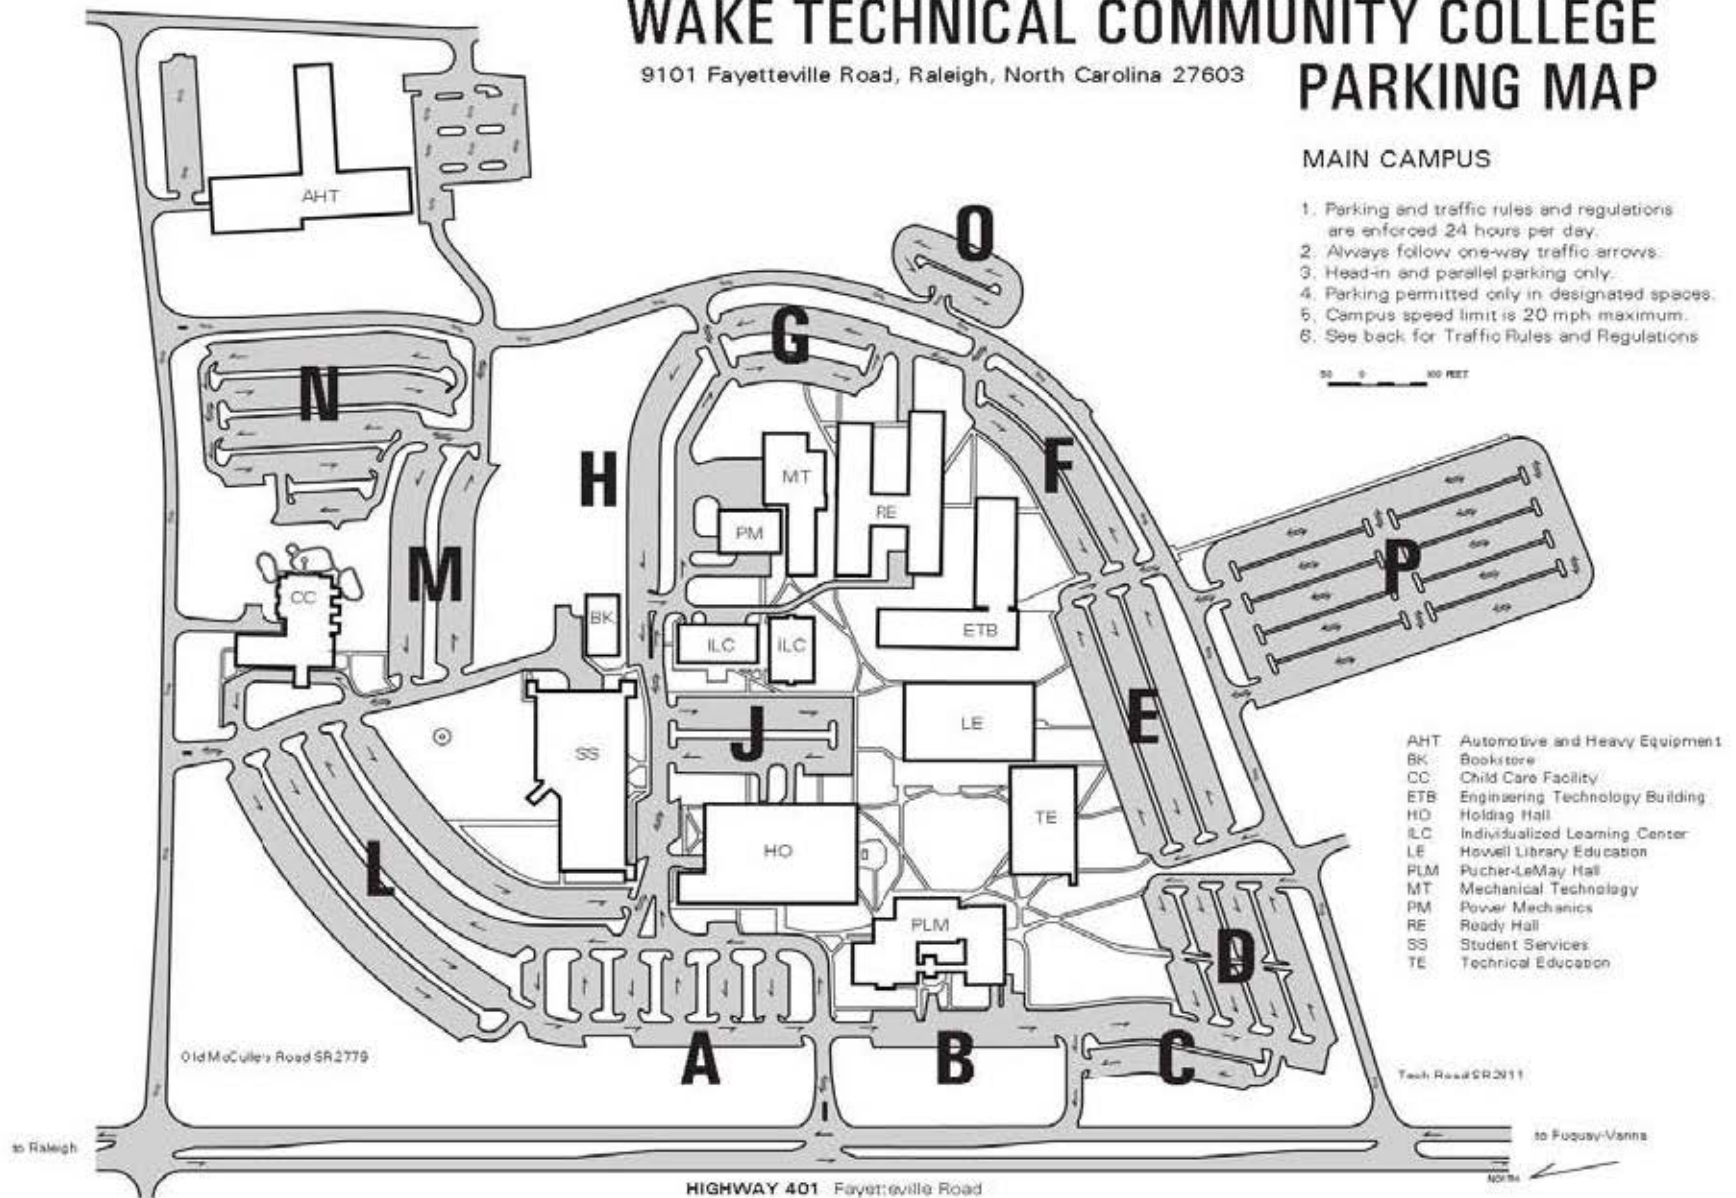 WAKE TECHNICAL COMMUNITY COLLEGE
PARKING MAP
9101 Fayetteville Road, Raleigh, North Carolina 27603
MAIN CAMPUS
1. Parking and traffic rules and regulations
are enforced 24 hours per day.
2. Always follow one-way traffic arrows.
3. Head-in and parallel parking only.
4. Parking permitted only in designated spaces.
5. Campus speed limit is 20 mph maximum.
6. See back for Traffic Rules and Regulations
50 0 100 FEET
AHT
O
G
N
F
H
MT
RE
PM
P
M
CC
BK
ETB
ILC
ILC
E
J
LE
SS
TE
HO
L
PLM
D
A
B
C
AHT Automotive and Heavy Equipment
BK Bookstore
CC Child Care Facility
ETB Engineering Technology Building
HO Holding Hall
ILC Individualized Learning Center
LE Howell Library Education
PLM Pucher-LeMay Hall
MT Mechanical Technology
PM Power Mechanics
RE Ready Hall
SS Student Services
TE Technical Education
Old McCullers Road SR2779
Tech Road SR2911
to Raleigh
to Fuquay-Varina
NORTH
HIGHWAY 401 Fayetteville Road